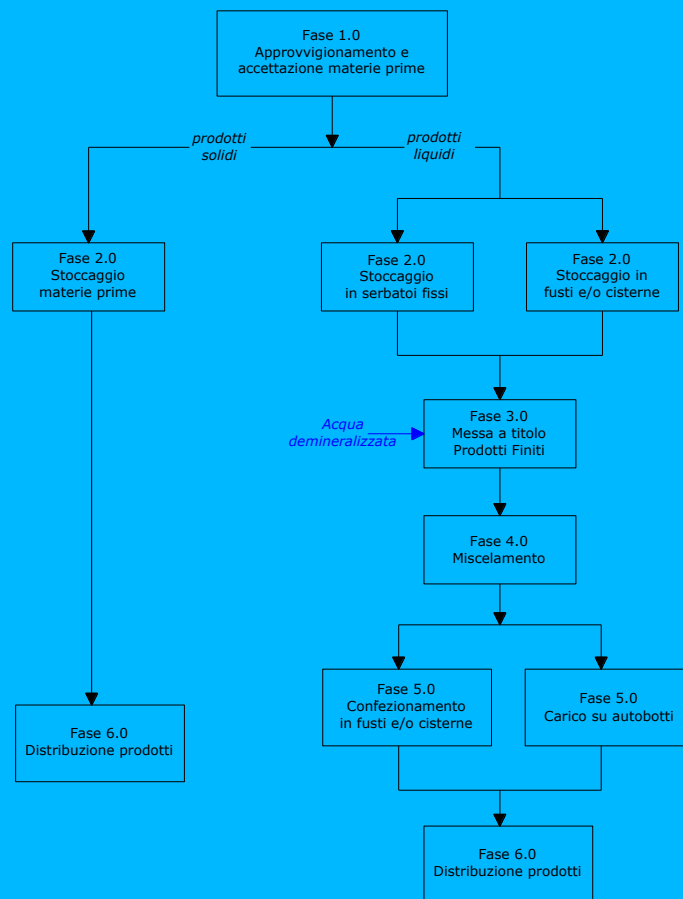 Fase 1.0
Approvvigionamento e
accettazione materie prime
prodotti
solidi
prodotti
liquidi
Fase 2.0
Stoccaggio
materie prime
Fase 2.0
Stoccaggio
in serbatoi fissi
Fase 2.0
Stoccaggio in
fusti e/o cisterne
Acqua
demineralizzata
Fase 3.0
Messa a titolo
Prodotti Finiti
Fase 4.0
Miscelamento
Fase 5.0
Confezionamento
in fusti e/o cisterne
Fase 5.0
Carico su autobotti
Fase 6.0
Distribuzione prodotti
Fase 6.0
Distribuzione prodotti